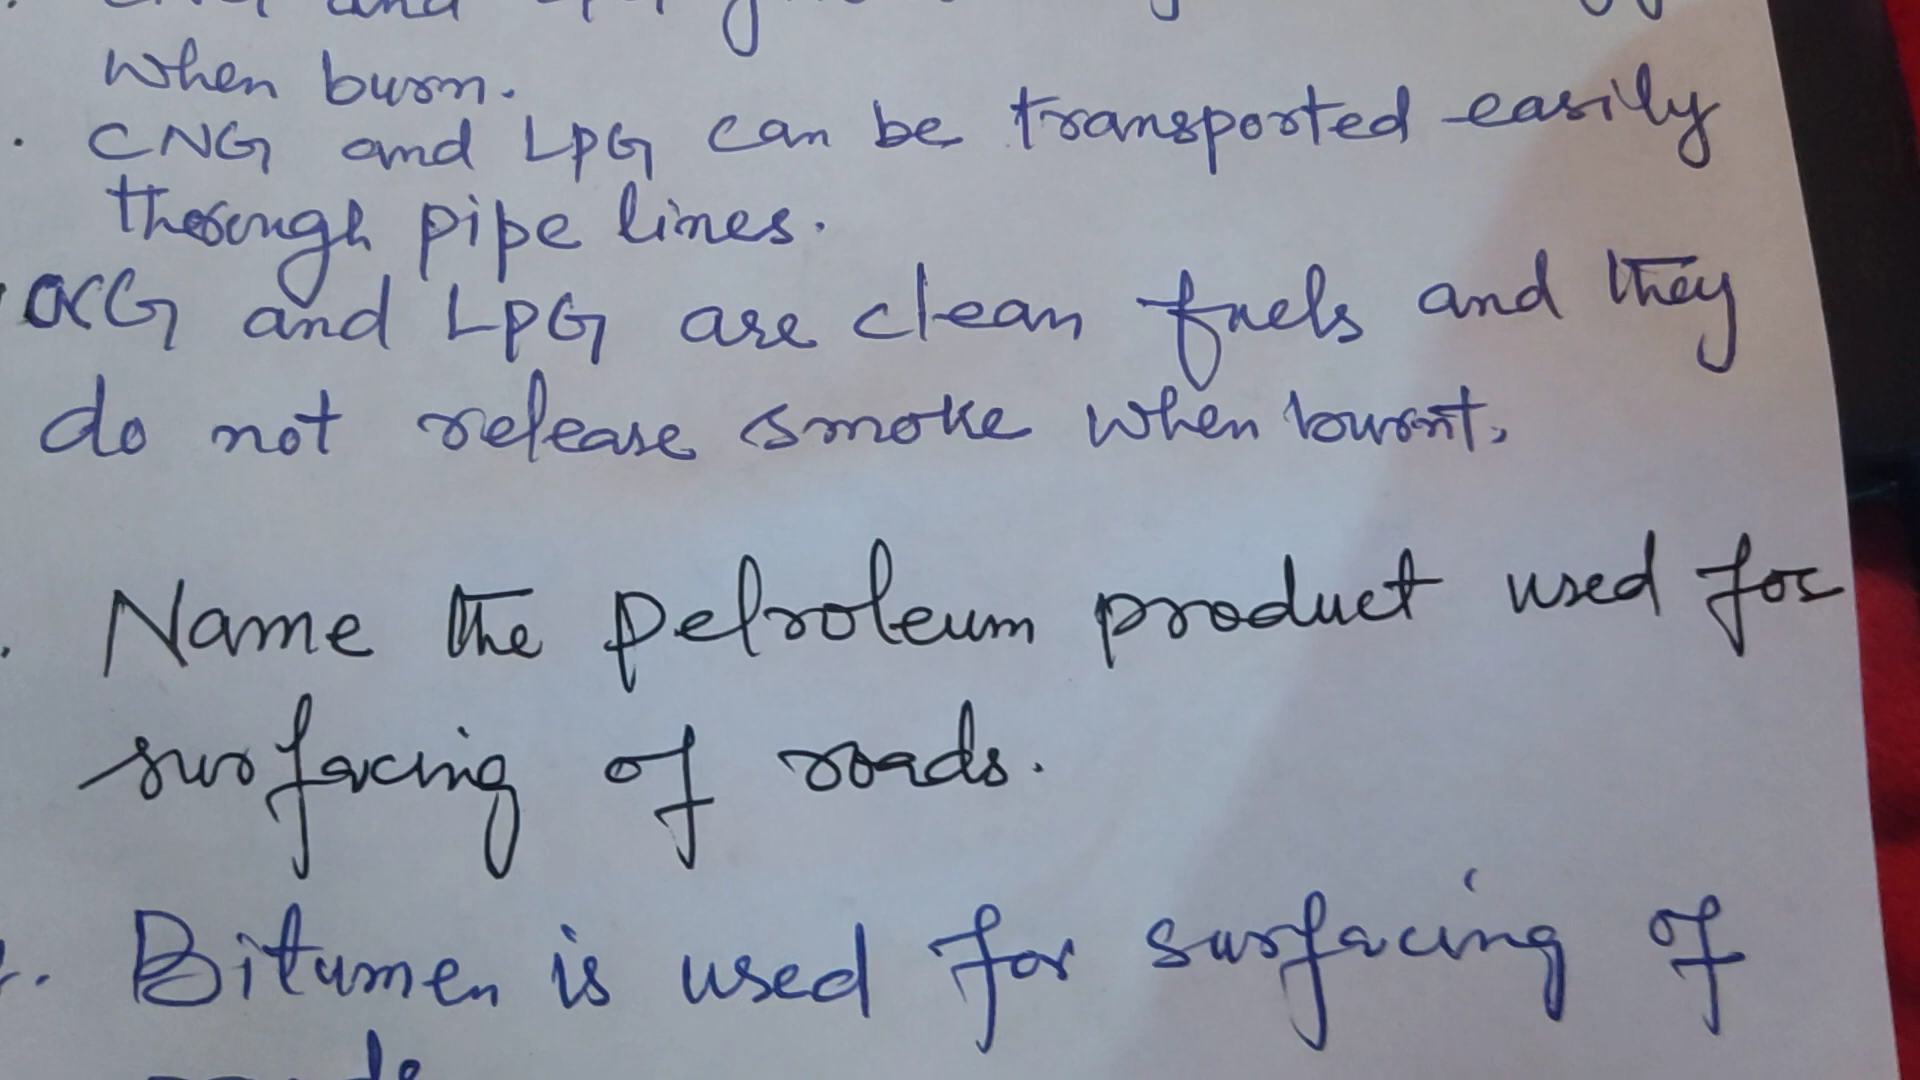 CNG and LPG
when burn.
. CNG and LPG can be transported easily
through pipe lines.
and LPG are clean fuels and they
do not release smoke when burnt.
. Name the petroleum product used for
surfacing of roads.
. Bitumen is used for surfacing of